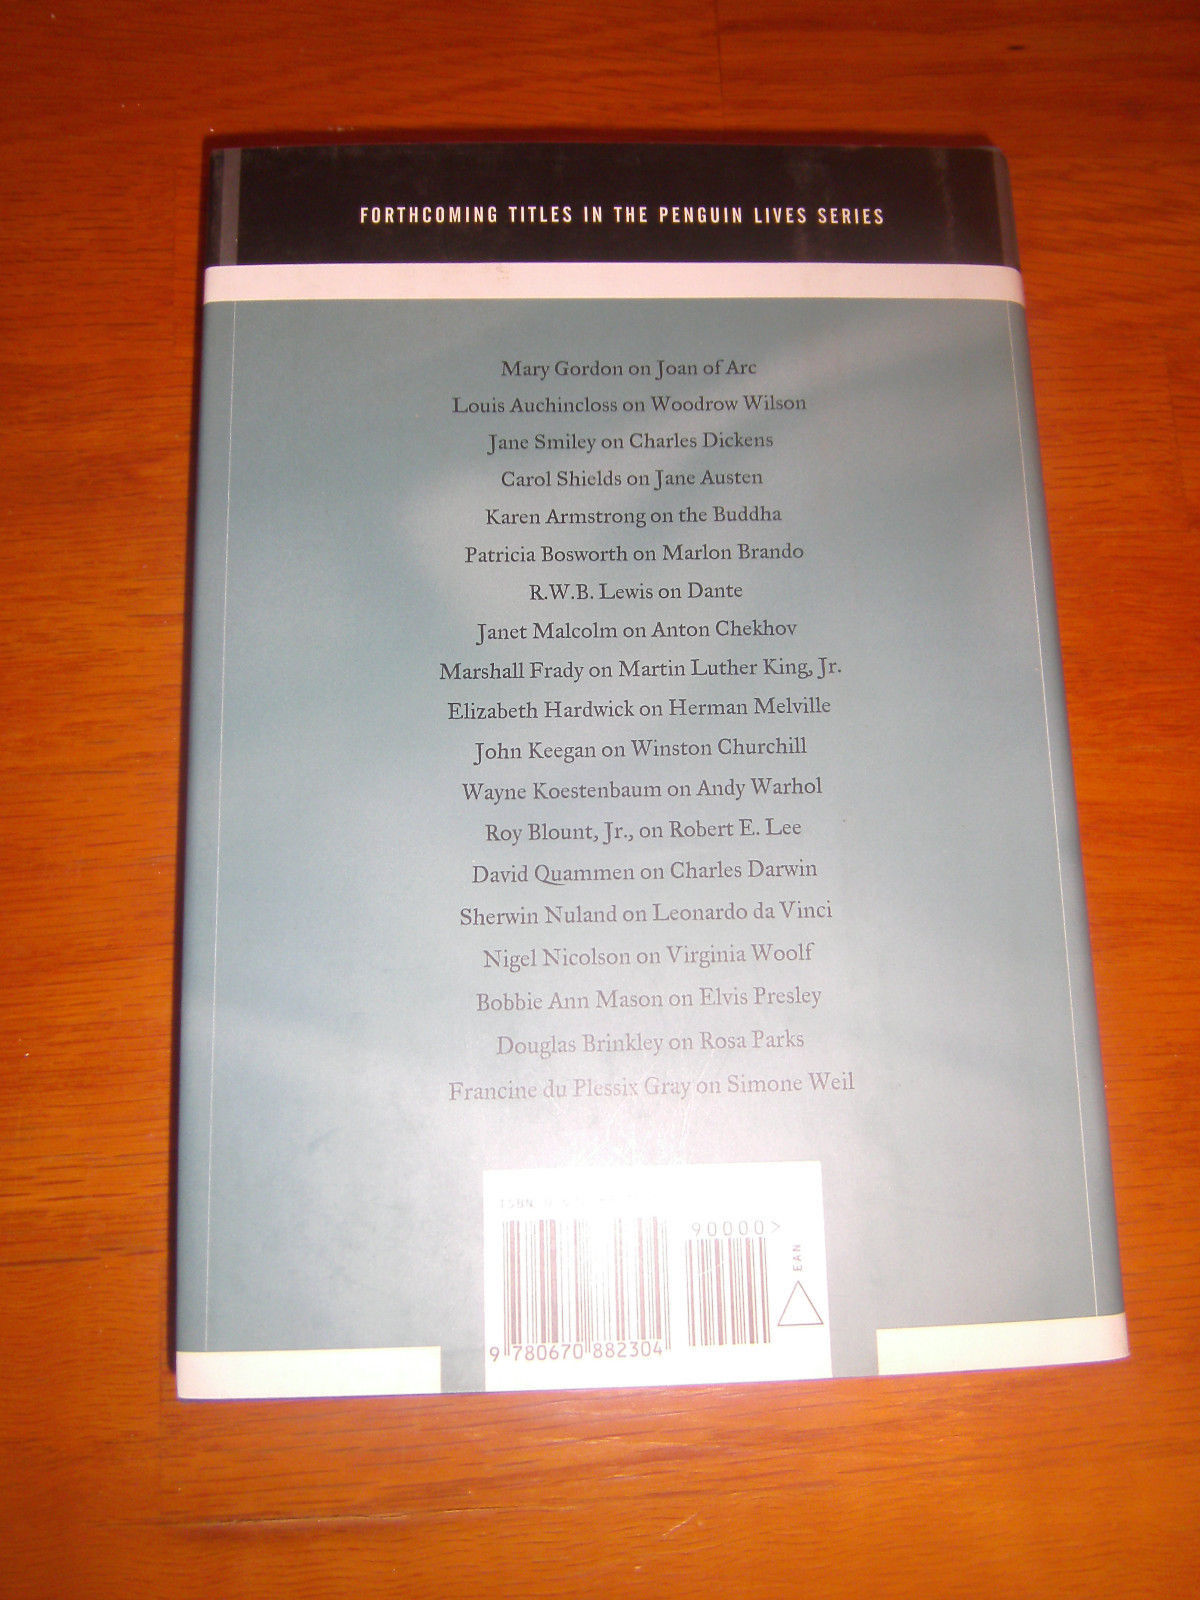 FORTHCOMING TITLES IN THE PENGUIN LIVES SERIES
Mary Gordon on Joan of Arc
Louis Auchincloss on Woodrow Wilson
Jane Smiley on Charles Dickens
Carol Shields on Jane Austen
Karen Armstrong on the Buddha
Patricia Bosworth on Marlon Brando
R.W.B. Lewis on Dante
Janet Malcolm on Anton Chekhov
Marshall Frady on Martin Luther King, Jr.
Elizabeth Hardwick on Herman Melville
John Keegan on Winston Churchill
Wayne Koestenbaum on Andy Warhol
Roy Blount, Jr., on Robert E. Lee
David Quammen on Charles Darwin
Sherwin Nuland on Leonardo da Vinci
Nigel Nicolson on Virginia Woolf
Bobbie Ann Mason on Elvis Presley
Douglas Brinkley on Rosa Parks
Francine du Plessix Gray on Simone Weil
ISBN
90000>
EAN
9 780670 882304